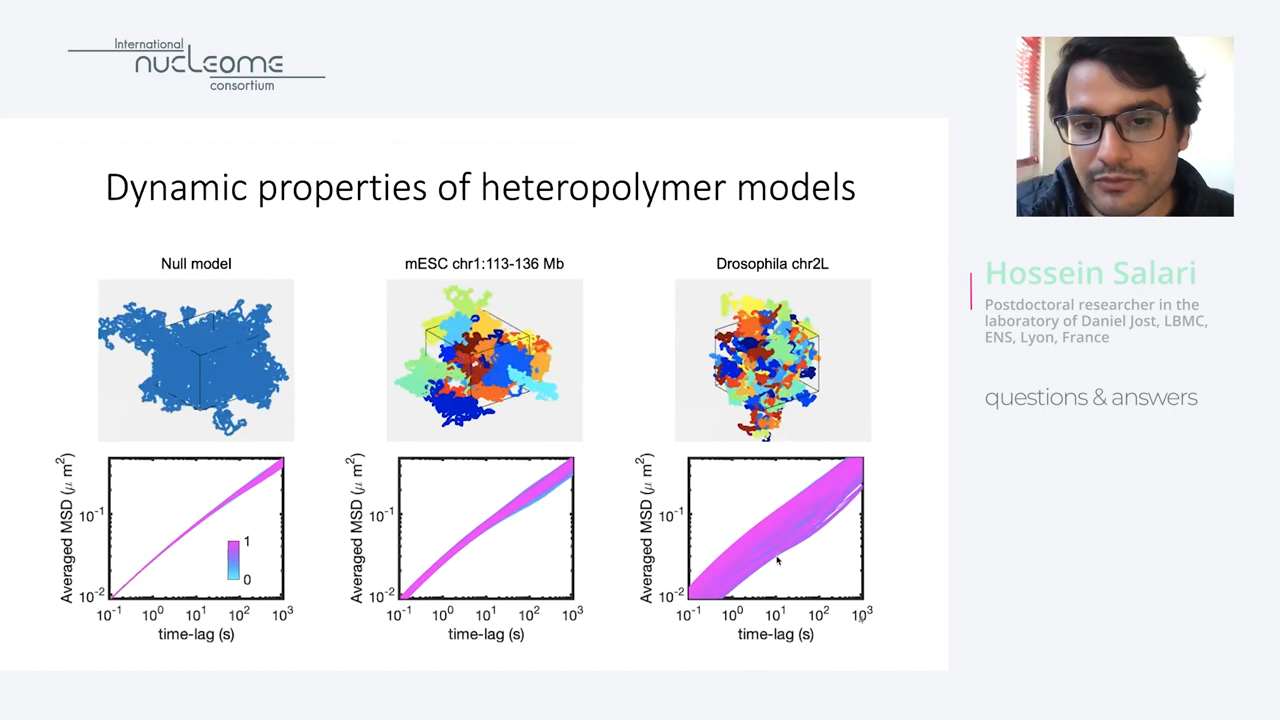 International
nucleome
consortium
Dynamic properties of heteropolymer models
Null model
mESC chr1:113-136 Mb
Drosophila chr2L
Averaged MSD (μ m²)
10⁻¹
10⁻²
1
0
10⁻¹ 10⁰ 10¹ 10² 10³
time-lag (s)
Averaged MSD (μ m²)
10⁻¹
10⁻²
10⁻¹ 10⁰ 10¹ 10² 10³
time-lag (s)
Averaged MSD (μ m²)
10⁻¹
10⁻²
10⁻¹ 10⁰ 10¹ 10² 10³
time-lag (s)
Hossein Salari
Postdoctoral researcher in the
laboratory of Daniel Jost, LBMC,
ENS, Lyon, France
questions & answers